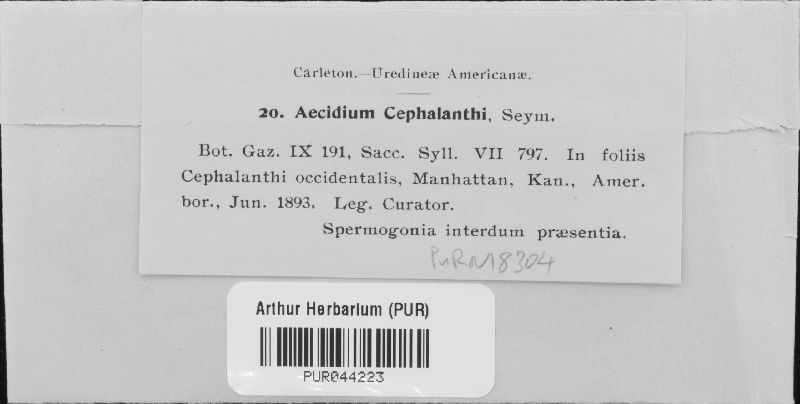 Carleton.—Uredineæ Americanæ.
20. Aecidium Cephalanthi, Seym.
Bot. Gaz. IX 191, Sacc. Syll. VII 797. In foliis
Cephalanthi occidentalis, Manhattan, Kan., Amer.
bor., Jun. 1893. Leg. Curator.
Spermogonia interdum præsentia.
PURN18304
Arthur Herbarium (PUR)
PUR044223